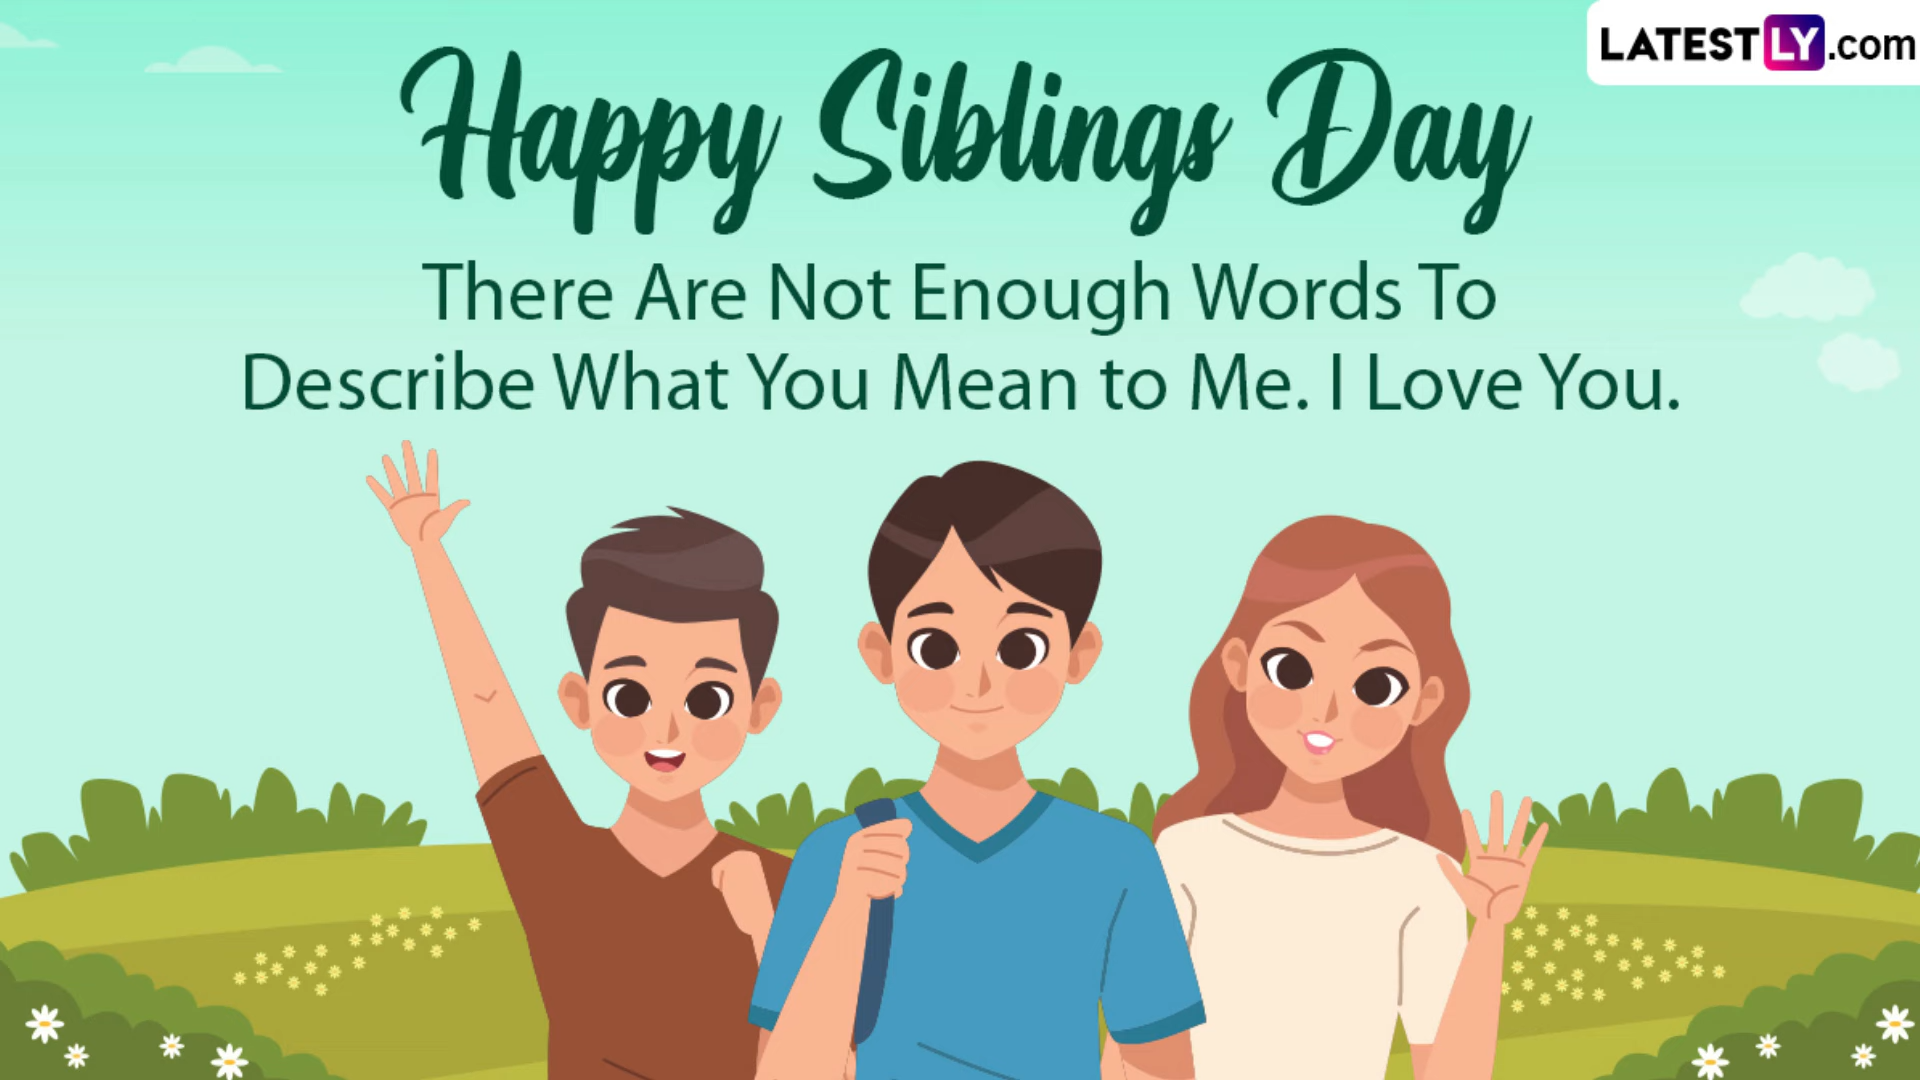 LATESTLY.com
Happy Siblings Day
There Are Not Enough Words To
Describe What You Mean to Me. I Love You.